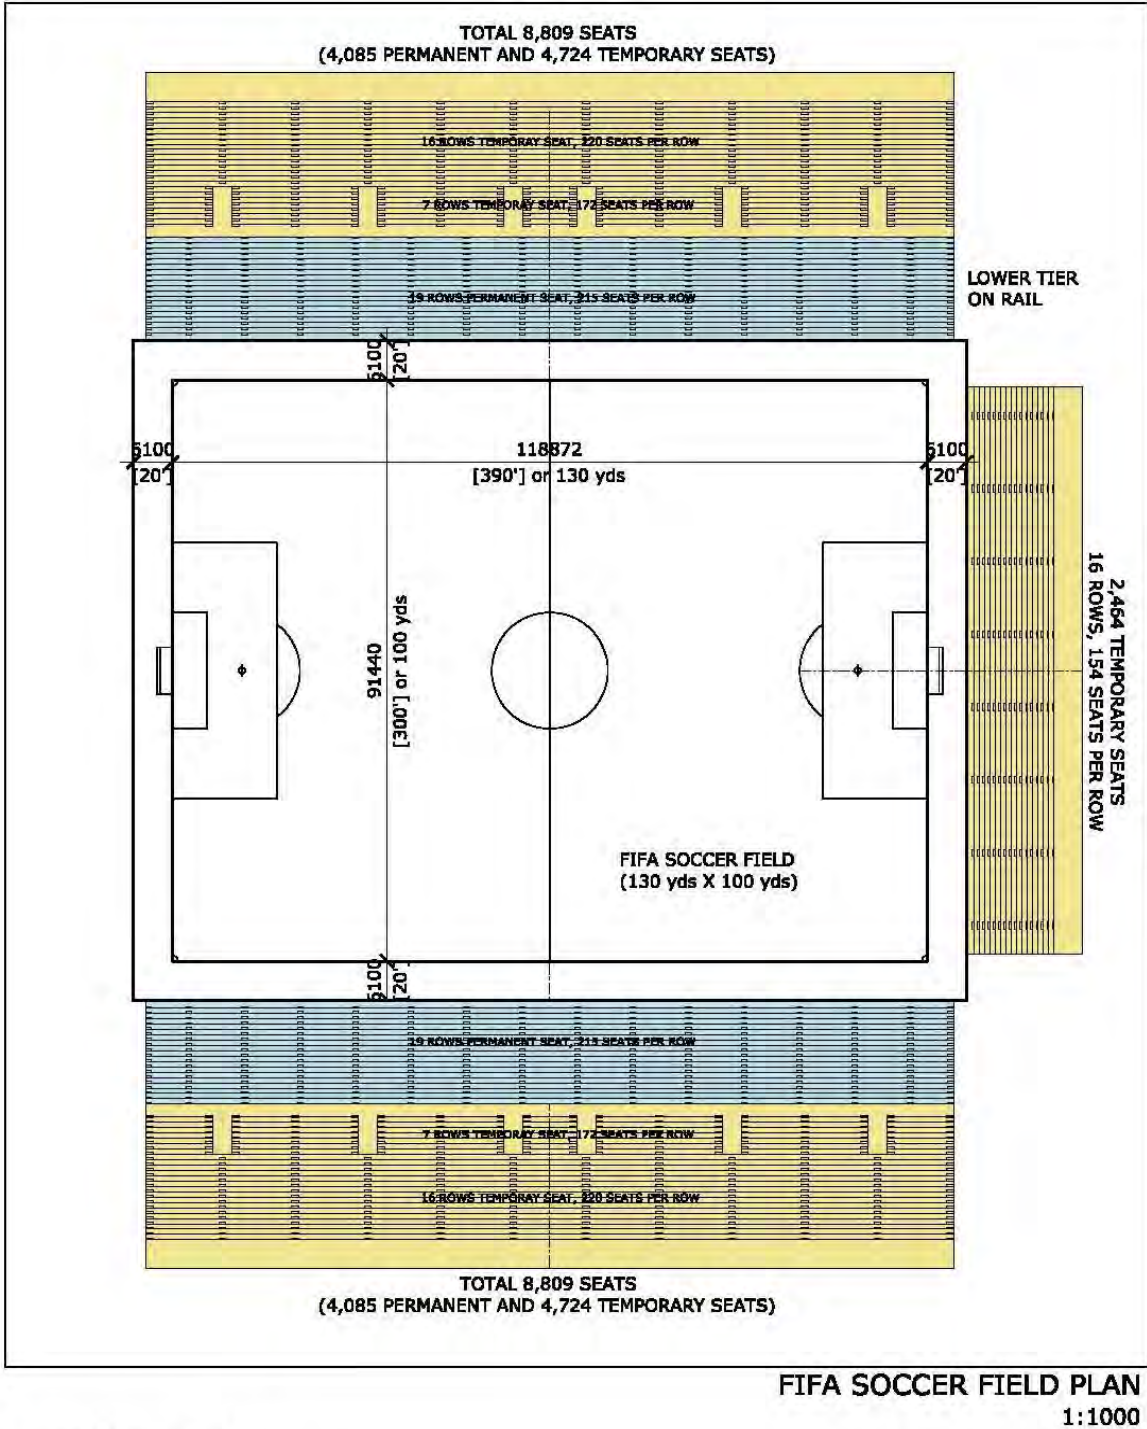 TOTAL 8,809 SEATS
(4,085 PERMANENT AND 4,724 TEMPORARY SEATS)
16 ROWS TEMPORAY SEAT, 220 SEATS PER ROW
7 ROWS TEMPORAY SEAT, 172 SEATS PER ROW
19 ROWS PERMANENT SEAT, 215 SEATS PER ROW
LOWER TIER
ON RAIL
6100
[20']
6100
[20']
118872
[390'] or 130 yds
6100
[20']
91440
[300'] or 100 yds
2,464 TEMPORARY SEATS
16 ROWS, 154 SEATS PER ROW
FIFA SOCCER FIELD
(130 yds X 100 yds)
6100
[20']
19 ROWS PERMANENT SEAT, 215 SEATS PER ROW
7 ROWS TEMPORAY SEAT, 172 SEATS PER ROW
16 ROWS TEMPORAY SEAT, 220 SEATS PER ROW
TOTAL 8,809 SEATS
(4,085 PERMANENT AND 4,724 TEMPORARY SEATS)
FIFA SOCCER FIELD PLAN
1:1000